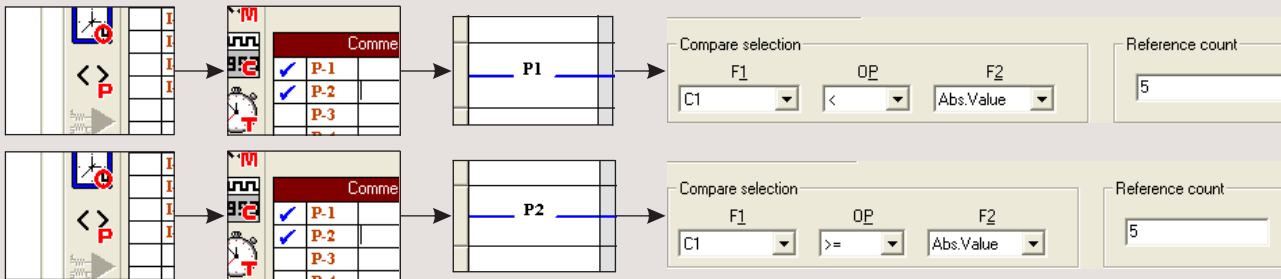 M
Comme
P-1
P-2
P-3
C
T
P
P1
Compare selection
F1
OP
F2
C1
<
Abs.Value
Reference count
5
M
Comme
P-1
P-2
P-3
C
T
P
P2
Compare selection
F1
OP
F2
C1
>=
Abs.Value
Reference count
5